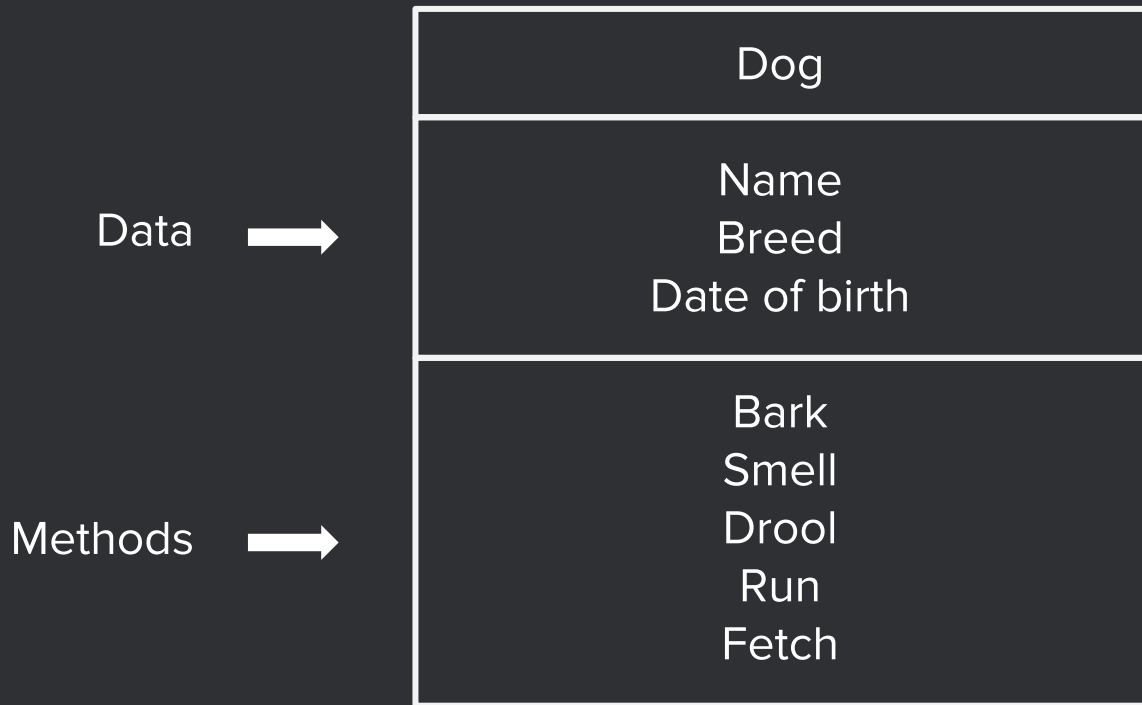 Dog
Data
Name
Breed
Date of birth
Methods
Bark
Smell
Drool
Run
Fetch